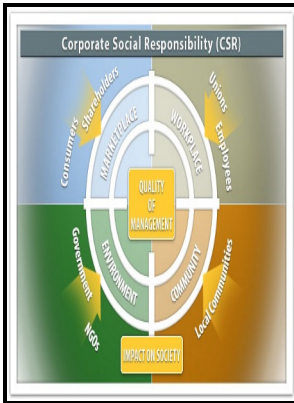 Corporate Social Responsibility (CSR)
Consumers
Shareholders
Unions
Employees
MARKETPLACE
WORKPLACE
QUALITY
OF
MANAGEMENT
ENVIRONMENT
COMMUNITY
Government
NGOs
Local Communities
IMPACT ON SOCIETY